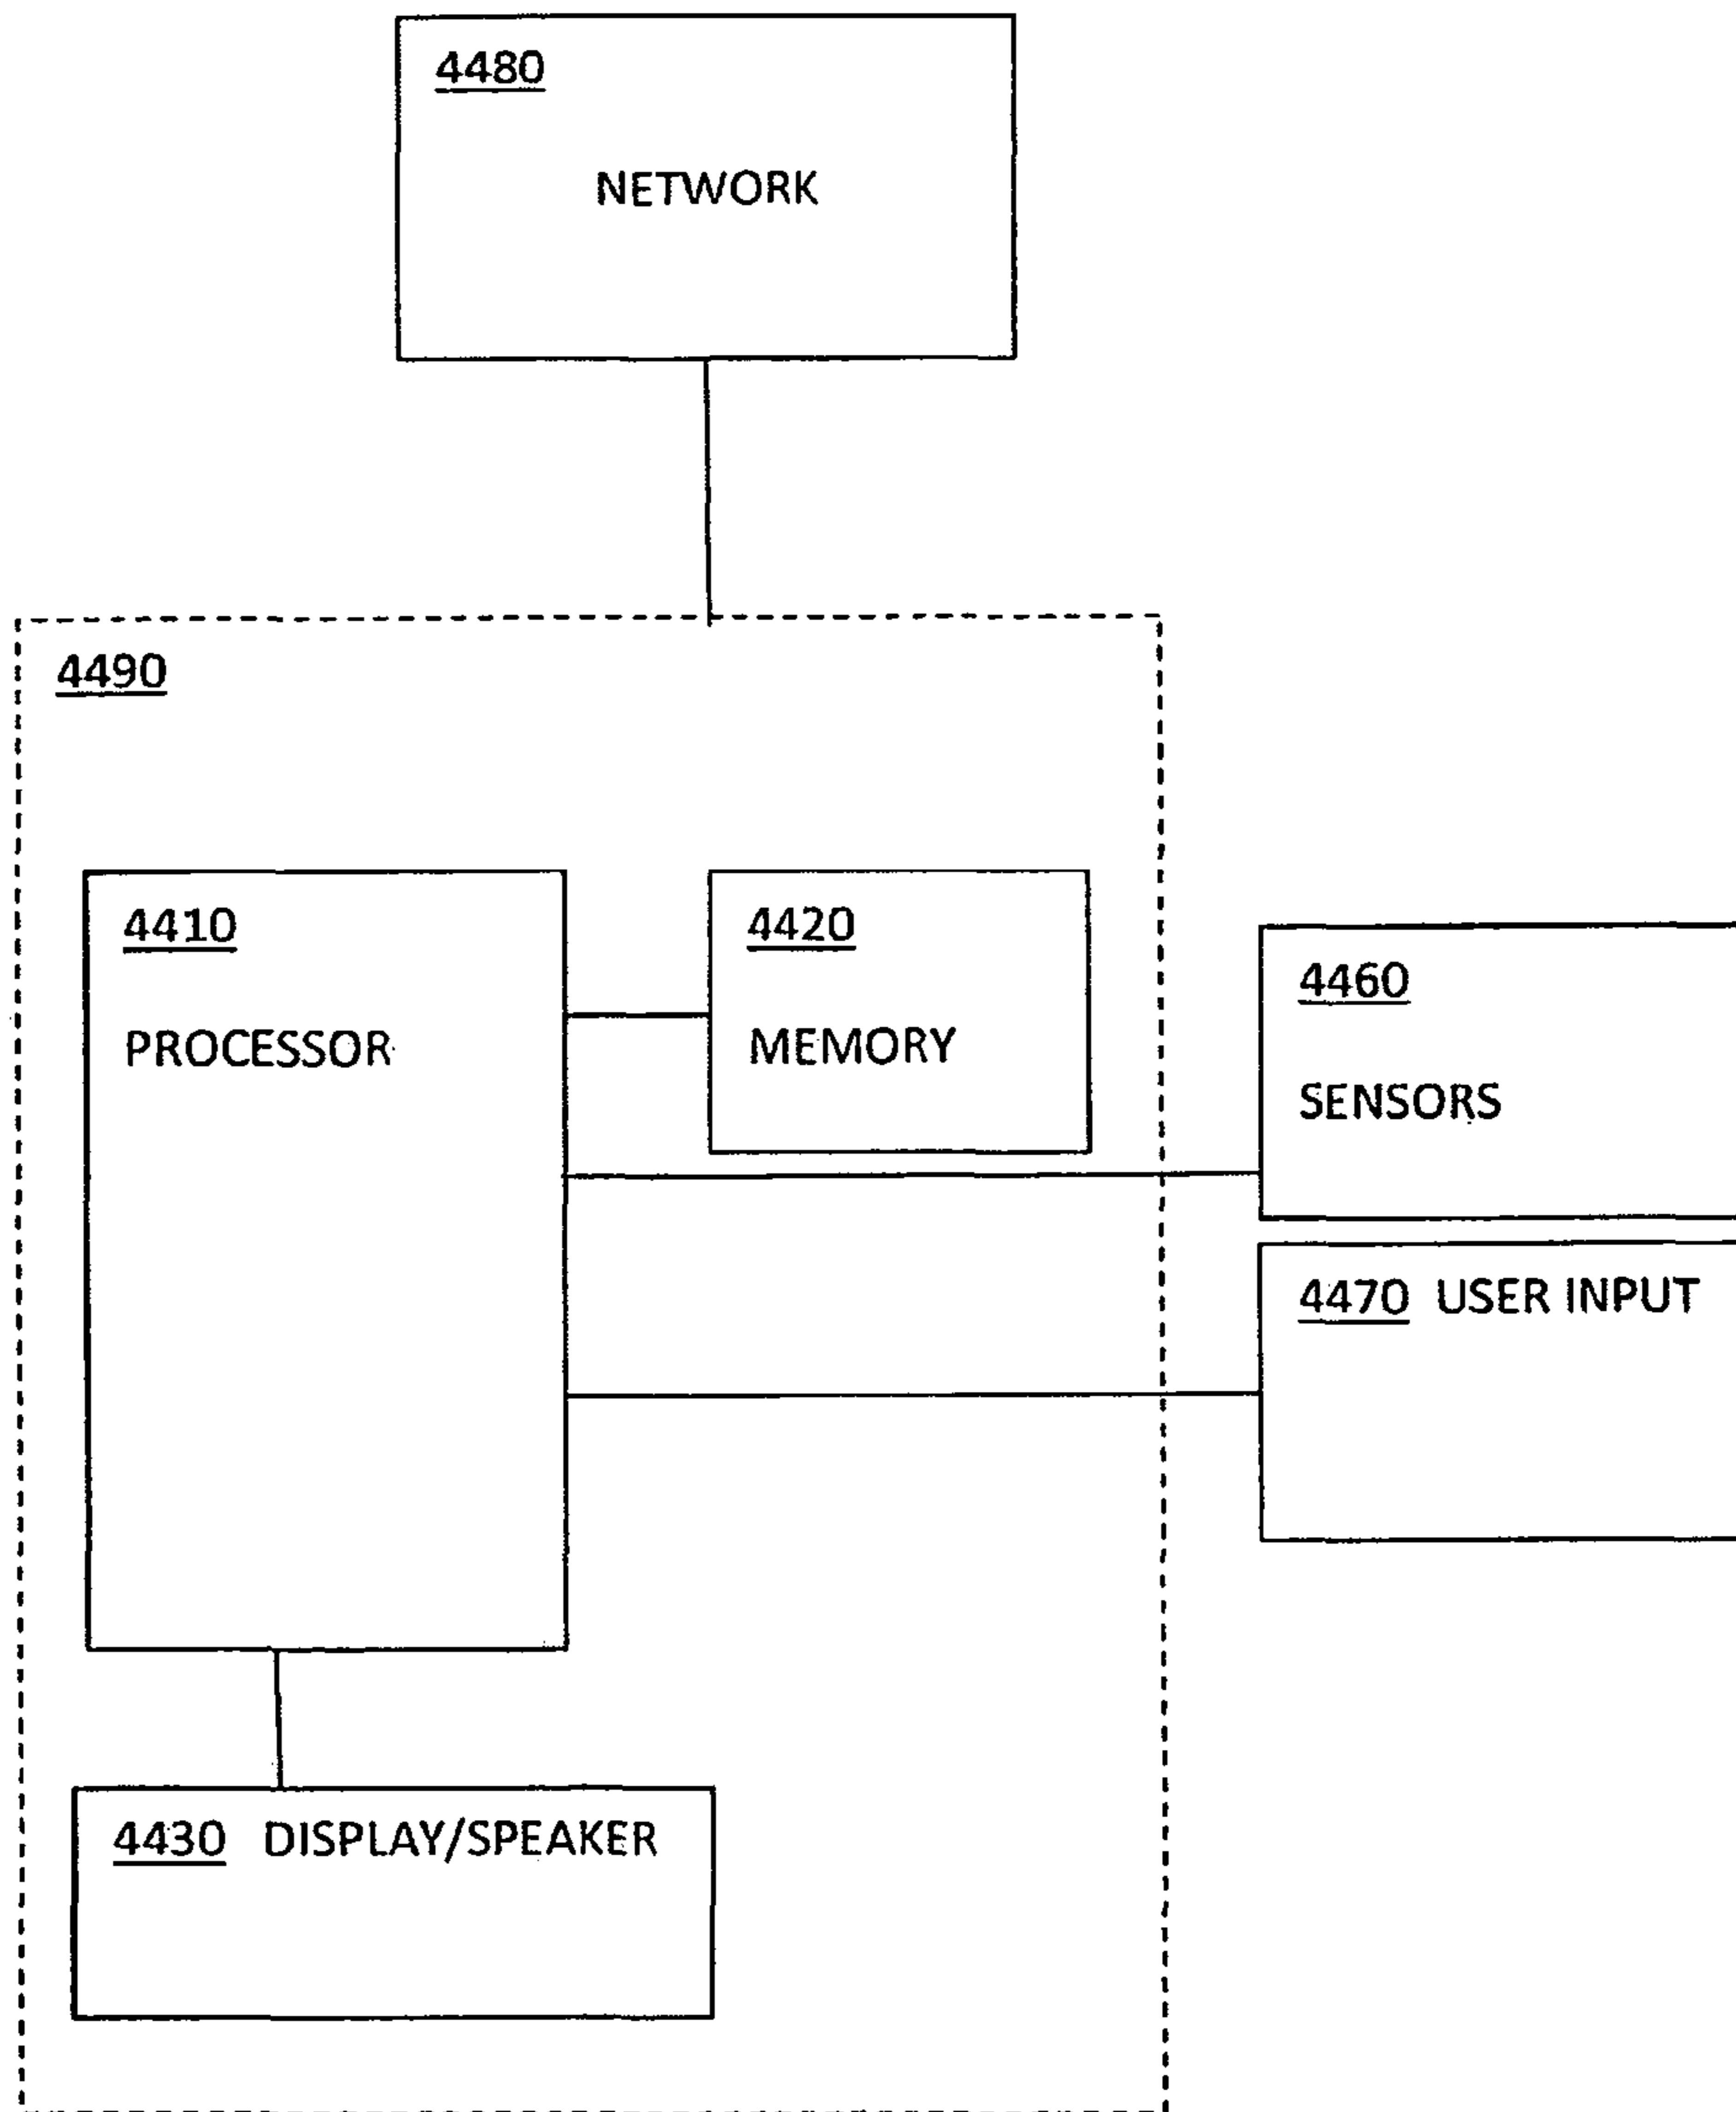 4480
NETWORK
4490
4410
PROCESSOR
4420
MEMORY
4460
SENSORS
4470 USER INPUT
4430 DISPLAY/SPEAKER